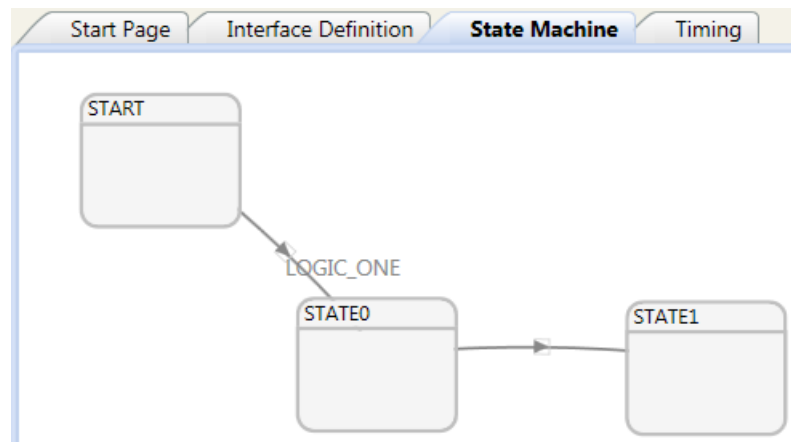 Start Page Interface Definition State Machine Timing
START
LOGIC_ONE
STATE0
STATE1